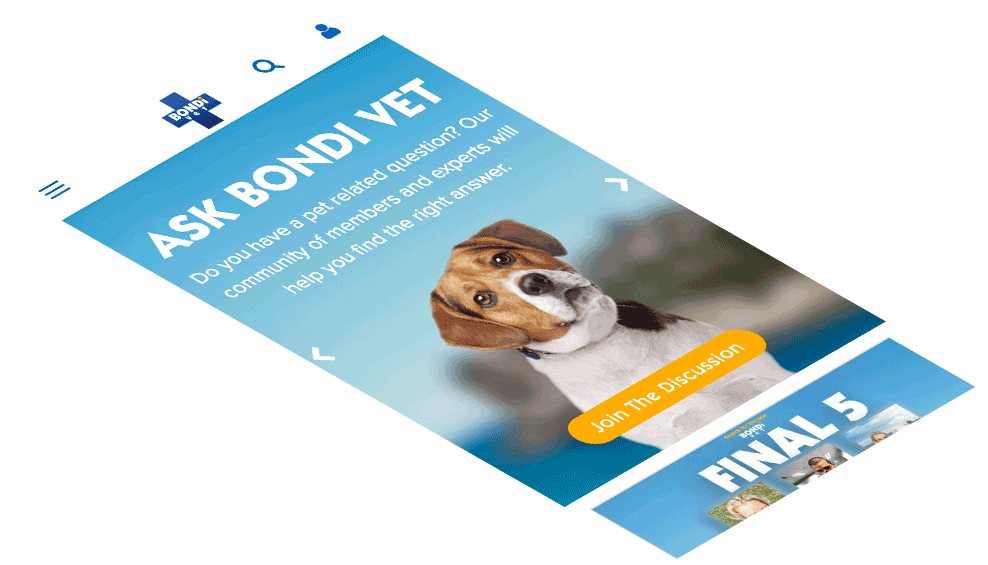 BONDi
vet
ASK BONDI VET
Do you have a pet related question? Our
community of members and experts will
help you find the right answer.
Join The Discussion
BONDi
FINAL 5